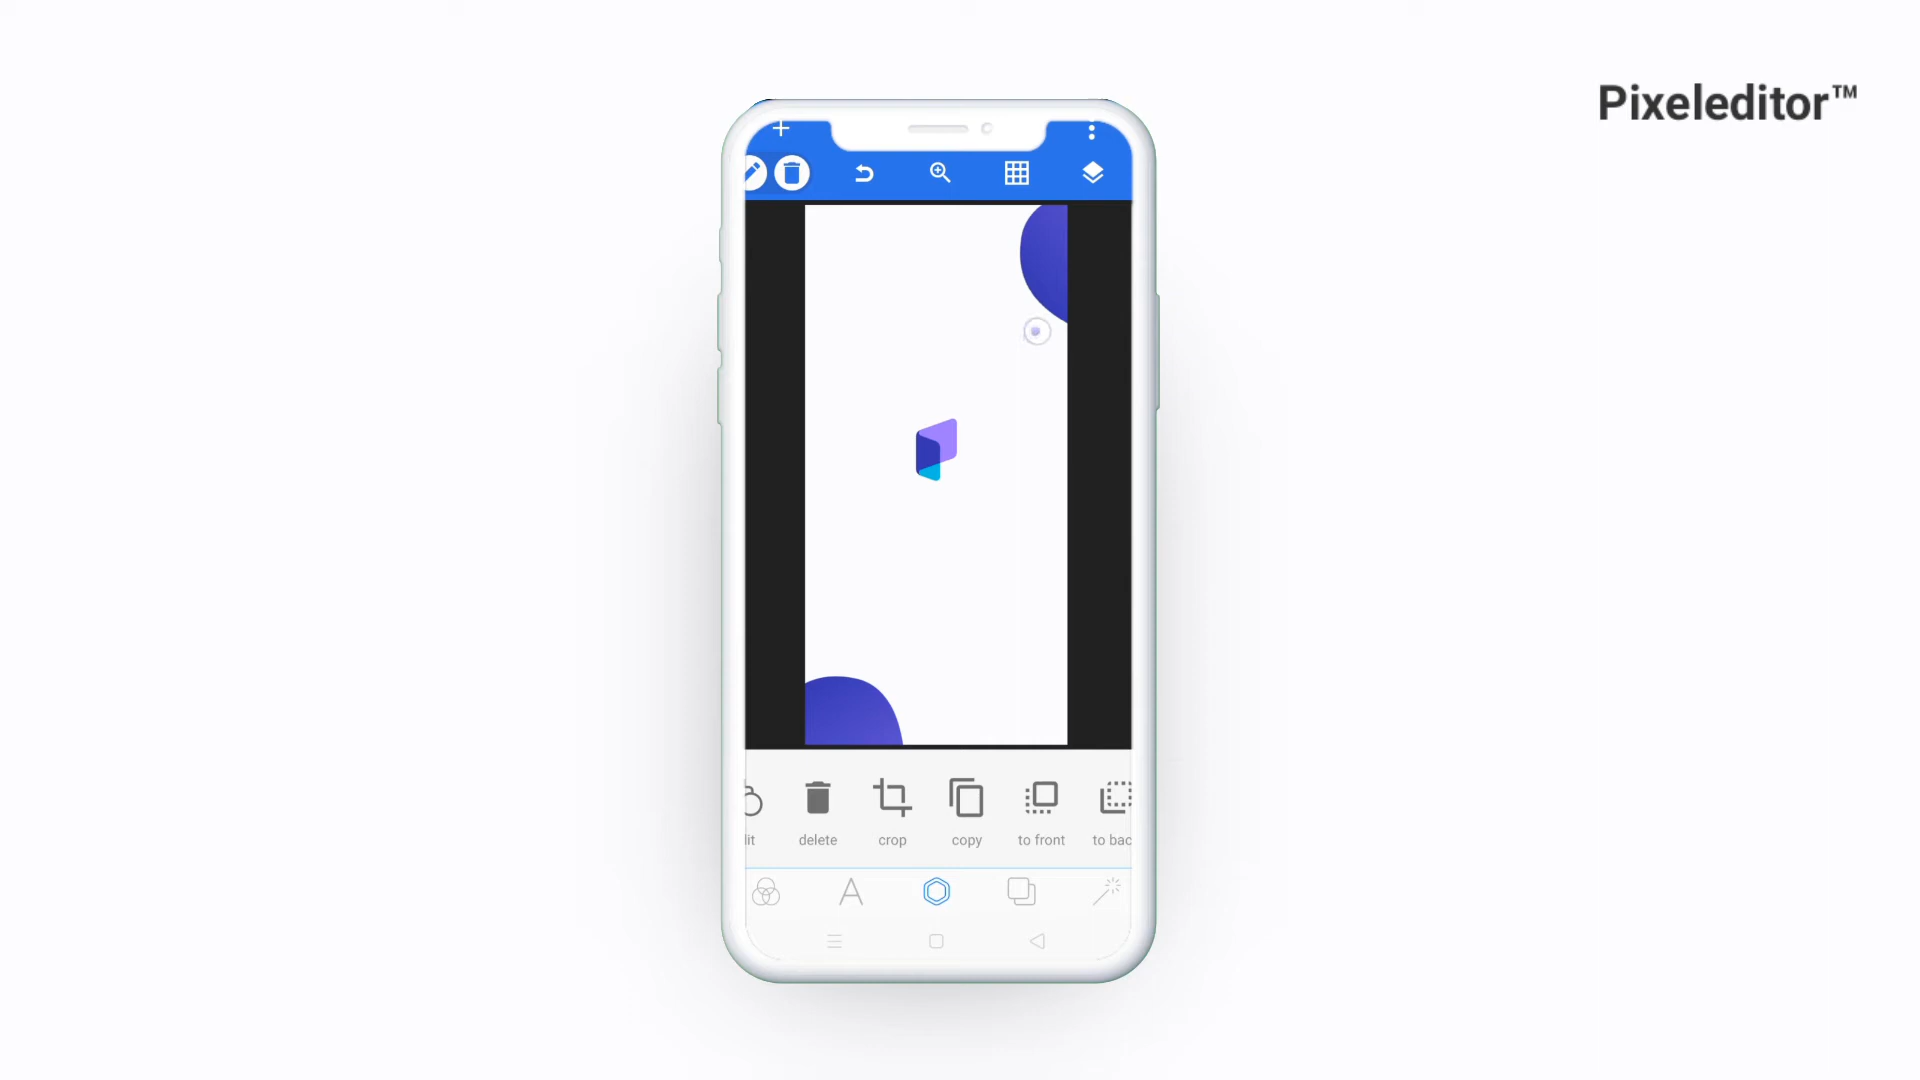 Pixeleditor™
lit
delete
crop
copy
to front
to bac